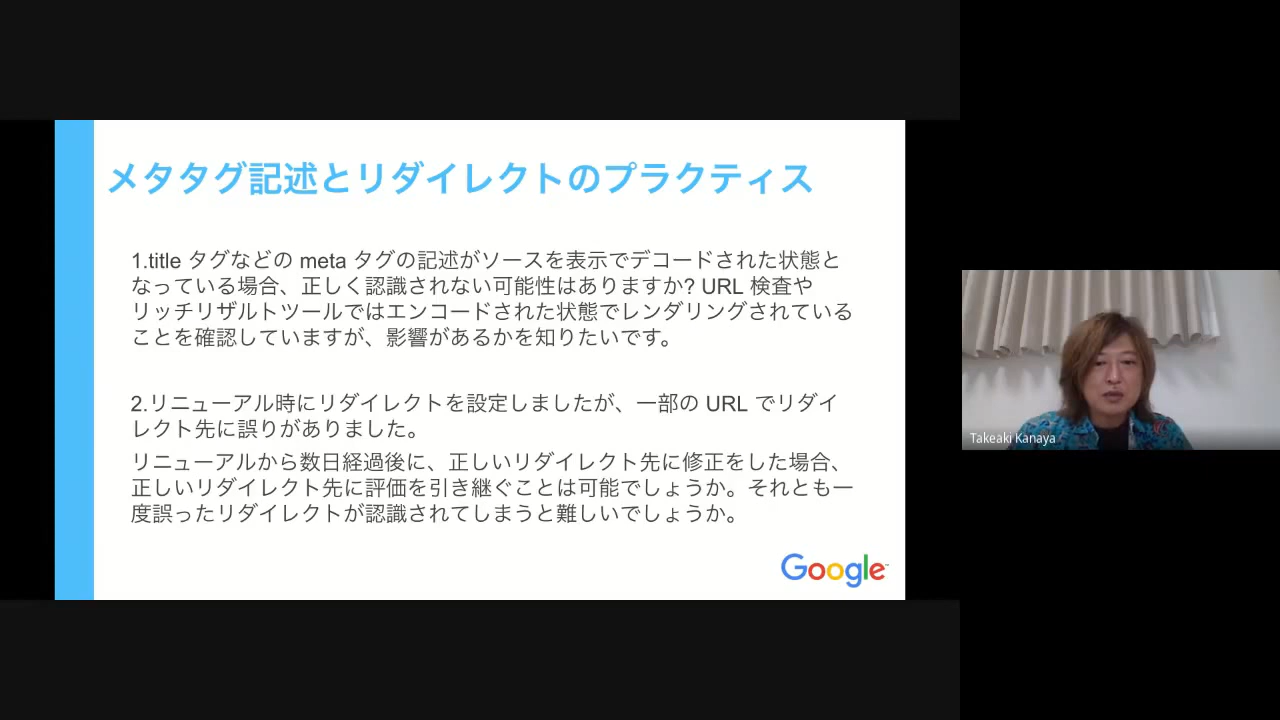 メタタグ記述とリダイレクトのプラクティス
1.title タグなどの meta タグの記述がソースを表示でデコードされた状態と
なっている場合、正しく認識されない可能性はありますか? URL 検査や
リッチリザルトツールではエンコードされた状態でレンダリングされている
ことを確認していますが、影響があるかを知りたいです。
2.リニューアル時にリダイレクトを設定しましたが、一部の URL でリダイ
レクト先に誤りがありました。
リニューアルから数日経過後に、正しいリダイレクト先に修正をした場合、
正しいリダイレクト先に評価を引き継ぐことは可能でしょうか。それとも一
度誤ったリダイレクトが認識されてしまうと難しいでしょうか。
Google
Takeaki Kanaya